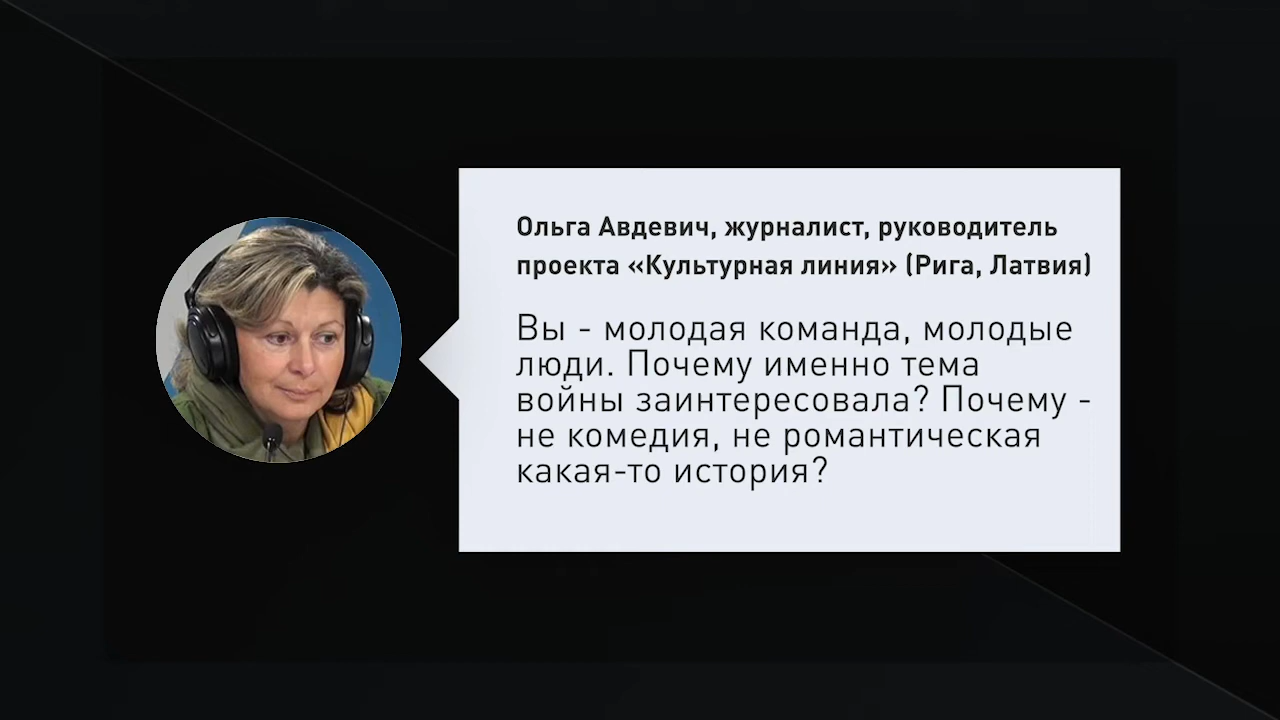 Ольга Авдевич, журналист, руководитель
проекта «Культурная линия» (Рига, Латвия)
Вы - молодая команда, молодые
люди. Почему именно тема
войны заинтересовала? Почему -
не комедия, не романтическая
какая-то история?